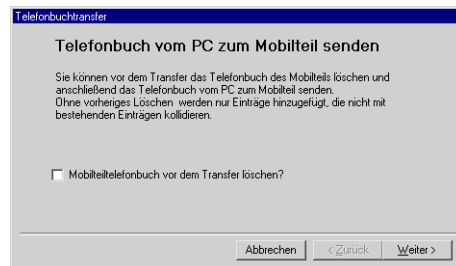 Telefonbuchtransfer
Telefonbuch vom PC zum Mobilteil senden
Sie können vor dem Transfer das Telefonbuch des Mobilteils löschen und
anschließend das Telefonbuch vom PC zum Mobilteil senden.
Ohne vorheriges Löschen werden nur Einträge hinzugefügt, die nicht mit
bestehenden Einträgen kollidieren.
Mobilteiltelefonbuch vor dem Transfer löschen?
Abbrechen < Zurück Weiter >